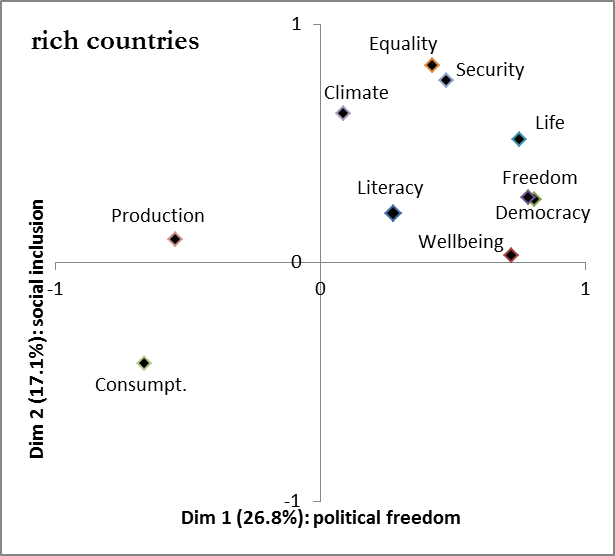 rich countries
1
Equality
Security
Climate
Life
Freedom
Literacy
Democracy
Production
Wellbeing
0
-1
0
1
Consumpt.
-1
Dim 2 (17.1%): social inclusion
Dim 1 (26.8%): political freedom